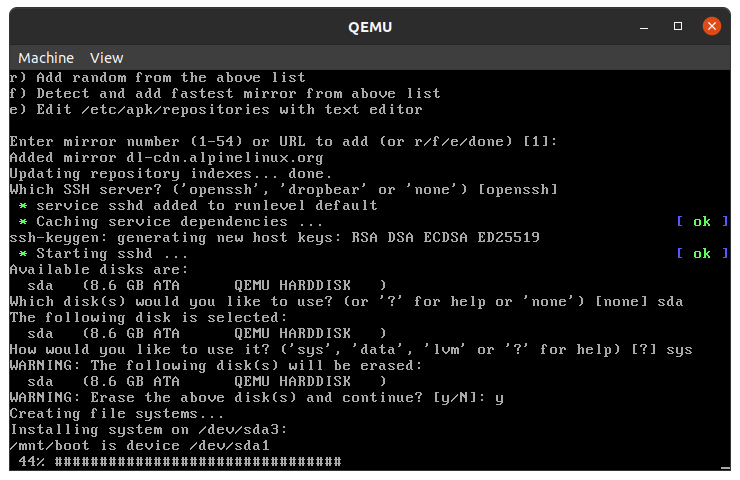 QEMU
Machine View
r) Add random from the above list
f) Detect and add fastest mirror from above list
e) Edit /etc/apk/repositories with text editor
Enter mirror number (1-54) or URL to add (or r/f/e/done) [1]:
Added mirror dl-cdn.alpinelinux.org
Updating repository indexes... done.
Which SSH server? ('openssh', 'dropbear' or 'none') [openssh]
* service sshd added to runlevel default
* Caching service dependencies ... [ ok ]
ssh-keygen: generating new host keys: RSA DSA ECDSA ED25519
* Starting sshd ... [ ok ]
Available disks are:
sda (8.6 GB ATA QEMU HARDDISK )
Which disk(s) would you like to use? (or '?' for help or 'none') [none] sda
The following disk is selected:
sda (8.6 GB ATA QEMU HARDDISK )
How would you like to use it? ('sys', 'data', 'lvm' or '?' for help) [?] sys
WARNING: The following disk(s) will be erased:
sda (8.6 GB ATA QEMU HARDDISK )
WARNING: Erase the above disk(s) and continue? [y/N]: y
Creating file systems...
Installing system on /dev/sda3:
/mnt/boot is device /dev/sda1
44% ################################